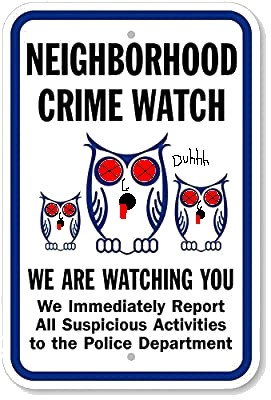 NEIGHBORHOOD
CRIME WATCH
Duhhh
WE ARE WATCHING YOU
We Immediately Report
All Suspicious Activities
to the Police Department